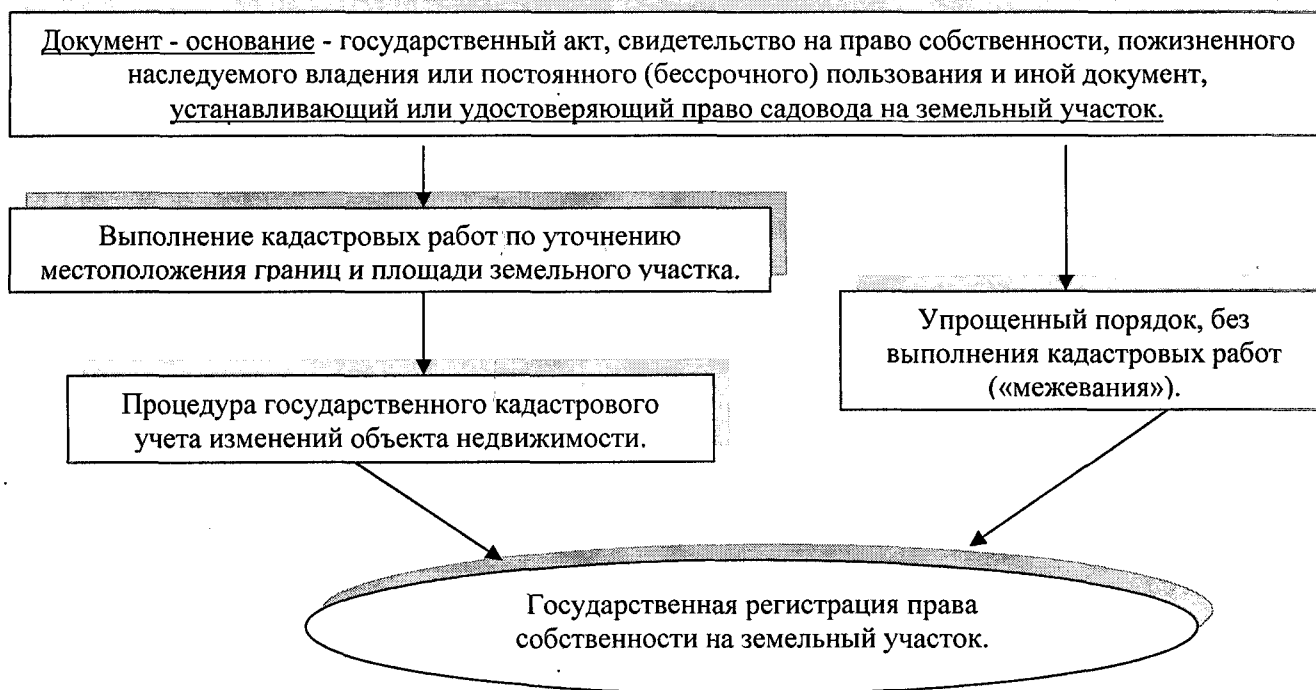 Документ - основание - государственный акт, свидетельство на право собственности, пожизненного
наследуемого владения или постоянного (бессрочного) пользования и иной документ,
устанавливающий или удостоверяющий право садовода на земельный участок.
Выполнение кадастровых работ по уточнению
местоположения границ и площади земельного участка.
Процедура государственного кадастрового
учета изменений объекта недвижимости.
Упрощенный порядок, без
выполнения кадастровых работ
(«межевания»).
Государственная регистрация права
собственности на земельный участок.